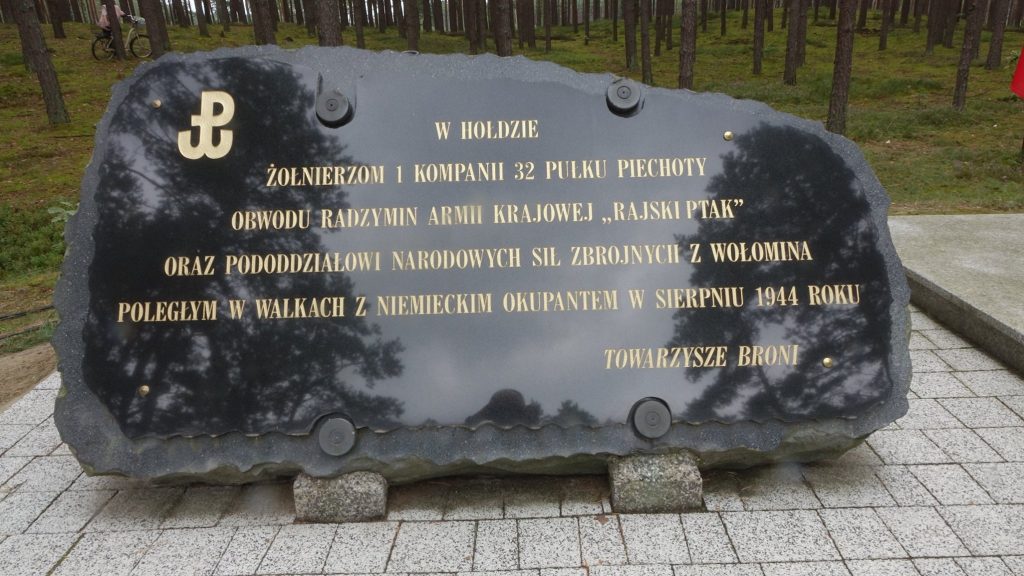 W HOŁDZIE
ŻOŁNIERZOM 1 KOMPANII 32 PUŁKU PIECHOTY
OBWODU RADZYMIN ARMII KRAJOWEJ „RAJSKI PTAK”
ORAZ PODODDZIAŁOWI NARODOWYCH SIŁ ZBROJNYCH Z WOŁOMINA
POLEGŁYM W WALKACH Z NIEMIECKIM OKUPANTEM W SIERPNIU 1944 ROKU
TOWARZYSZE BRONI